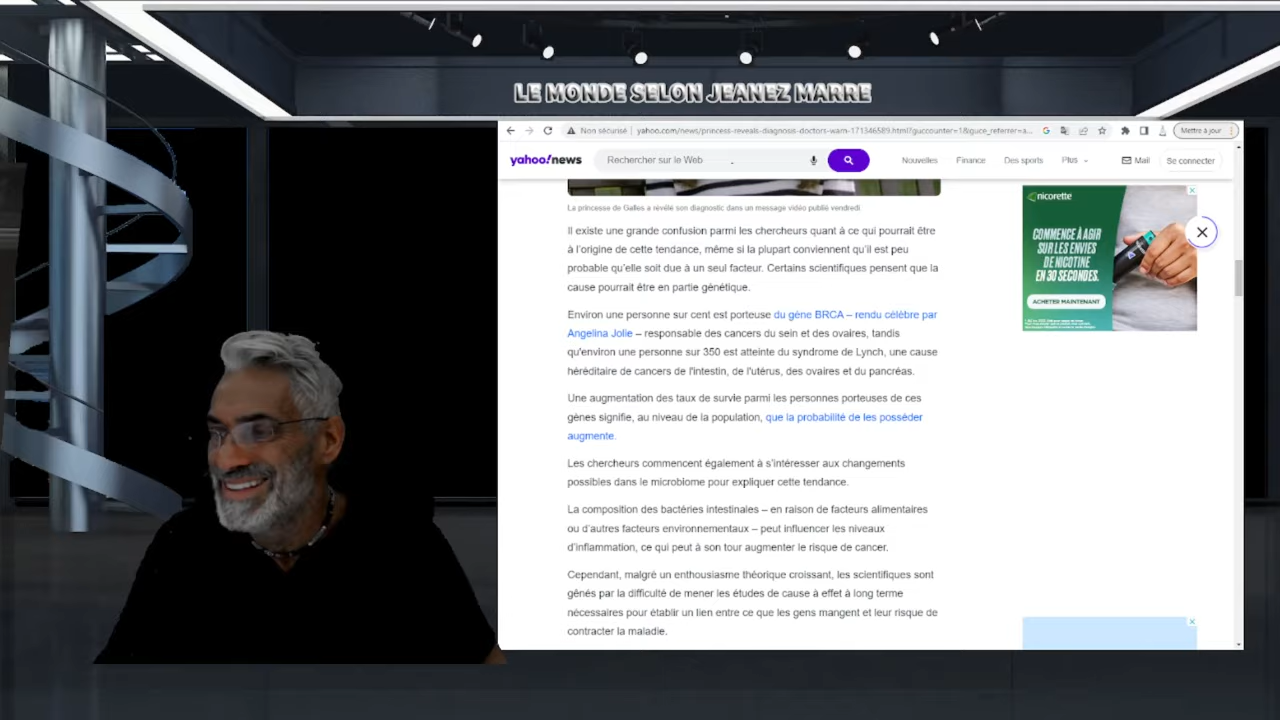 LE MONDE SELON JEANEZ MARRE
Non sécurisé | yahoo.com/news/princess-reveals-diagnosis-doctors-warn-171346589.html?guccounter=1&guce_referrer=a...
Mettre à jour
yahoo!news
Rechercher sur le Web
Nouvelles
Finance
Des sports
Plus
Mail
Se connecter
La princesse de Galles a révélé son diagnostic dans un message vidéo publié vendredi
Il existe une grande confusion parmi les chercheurs quant à ce qui pourrait être
à l'origine de cette tendance, même si la plupart conviennent qu'il est peu
probable qu'elle soit due à un seul facteur. Certains scientifiques pensent que la
cause pourrait être en partie génétique.
Environ une personne sur cent est porteuse du gène BRCA – rendu célèbre par
Angelina Jolie – responsable des cancers du sein et des ovaires, tandis
qu'environ une personne sur 350 est atteinte du syndrome de Lynch, une cause
héréditaire de cancers de l'intestin, de l'utérus, des ovaires et du pancréas.
Une augmentation des taux de survie parmi les personnes porteuses de ces
gènes signifie, au niveau de la population, que la probabilité de les posséder
augmente.
Les chercheurs commencent également à s'intéresser aux changements
possibles dans le microbiome pour expliquer cette tendance.
La composition des bactéries intestinales – en raison de facteurs alimentaires
ou d'autres facteurs environnementaux – peut influencer les niveaux
d'inflammation, ce qui peut à son tour augmenter le risque de cancer.
Cependant, malgré un enthousiasme théorique croissant, les scientifiques sont
gênés par la difficulté de mener les études de cause à effet à long terme
nécessaires pour établir un lien entre ce que les gens mangent et leur risque de
contracter la maladie.
nicorette
COMMENCE À AGIR
SUR LES ENVIES
DE NICOTINE
EN 30 SECONDES.
ACHETER MAINTENANT